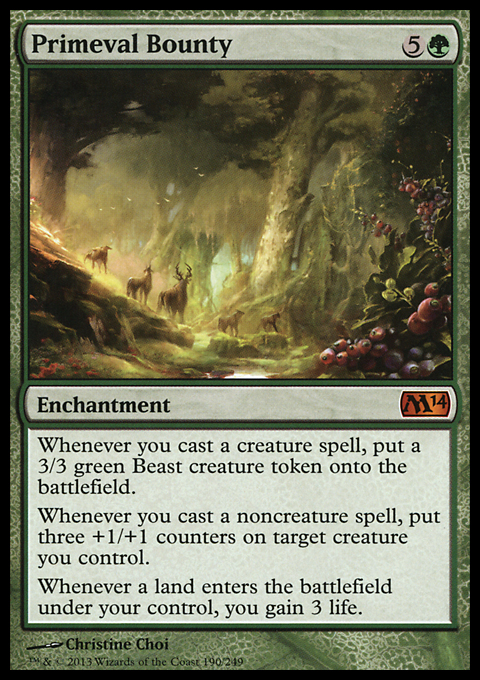 Primeval Bounty 5
Enchantment M14
Whenever you cast a creature spell, put a
3/3 green Beast creature token onto the
battlefield.
Whenever you cast a noncreature spell, put
three +1/+1 counters on target creature
you control.
Whenever a land enters the battlefield
under your control, you gain 3 life.
Christine Choi
™ & © 2013 Wizards of the Coast 190/249